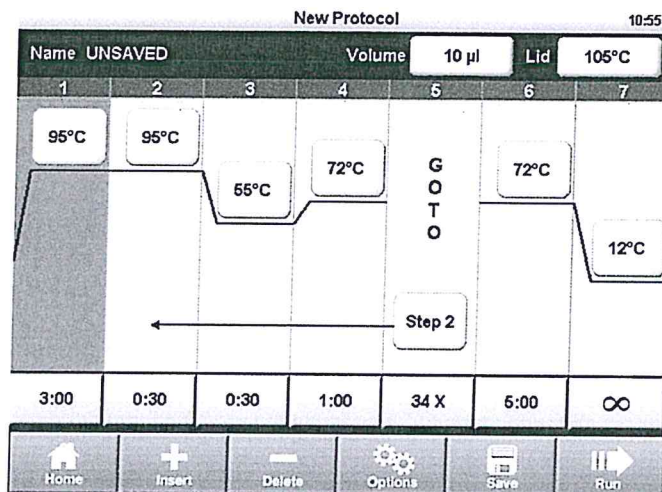 New Protocol 10:55
Name UNSAVED Volume 10 µl Lid 105°C
1 2 3 4 5 6 7
95°C 95°C 55°C 72°C G O T O 72°C 12°C
Step 2
3:00 0:30 0:30 1:00 34 X 5:00 ∞
Home Insert Delete Options Save Run